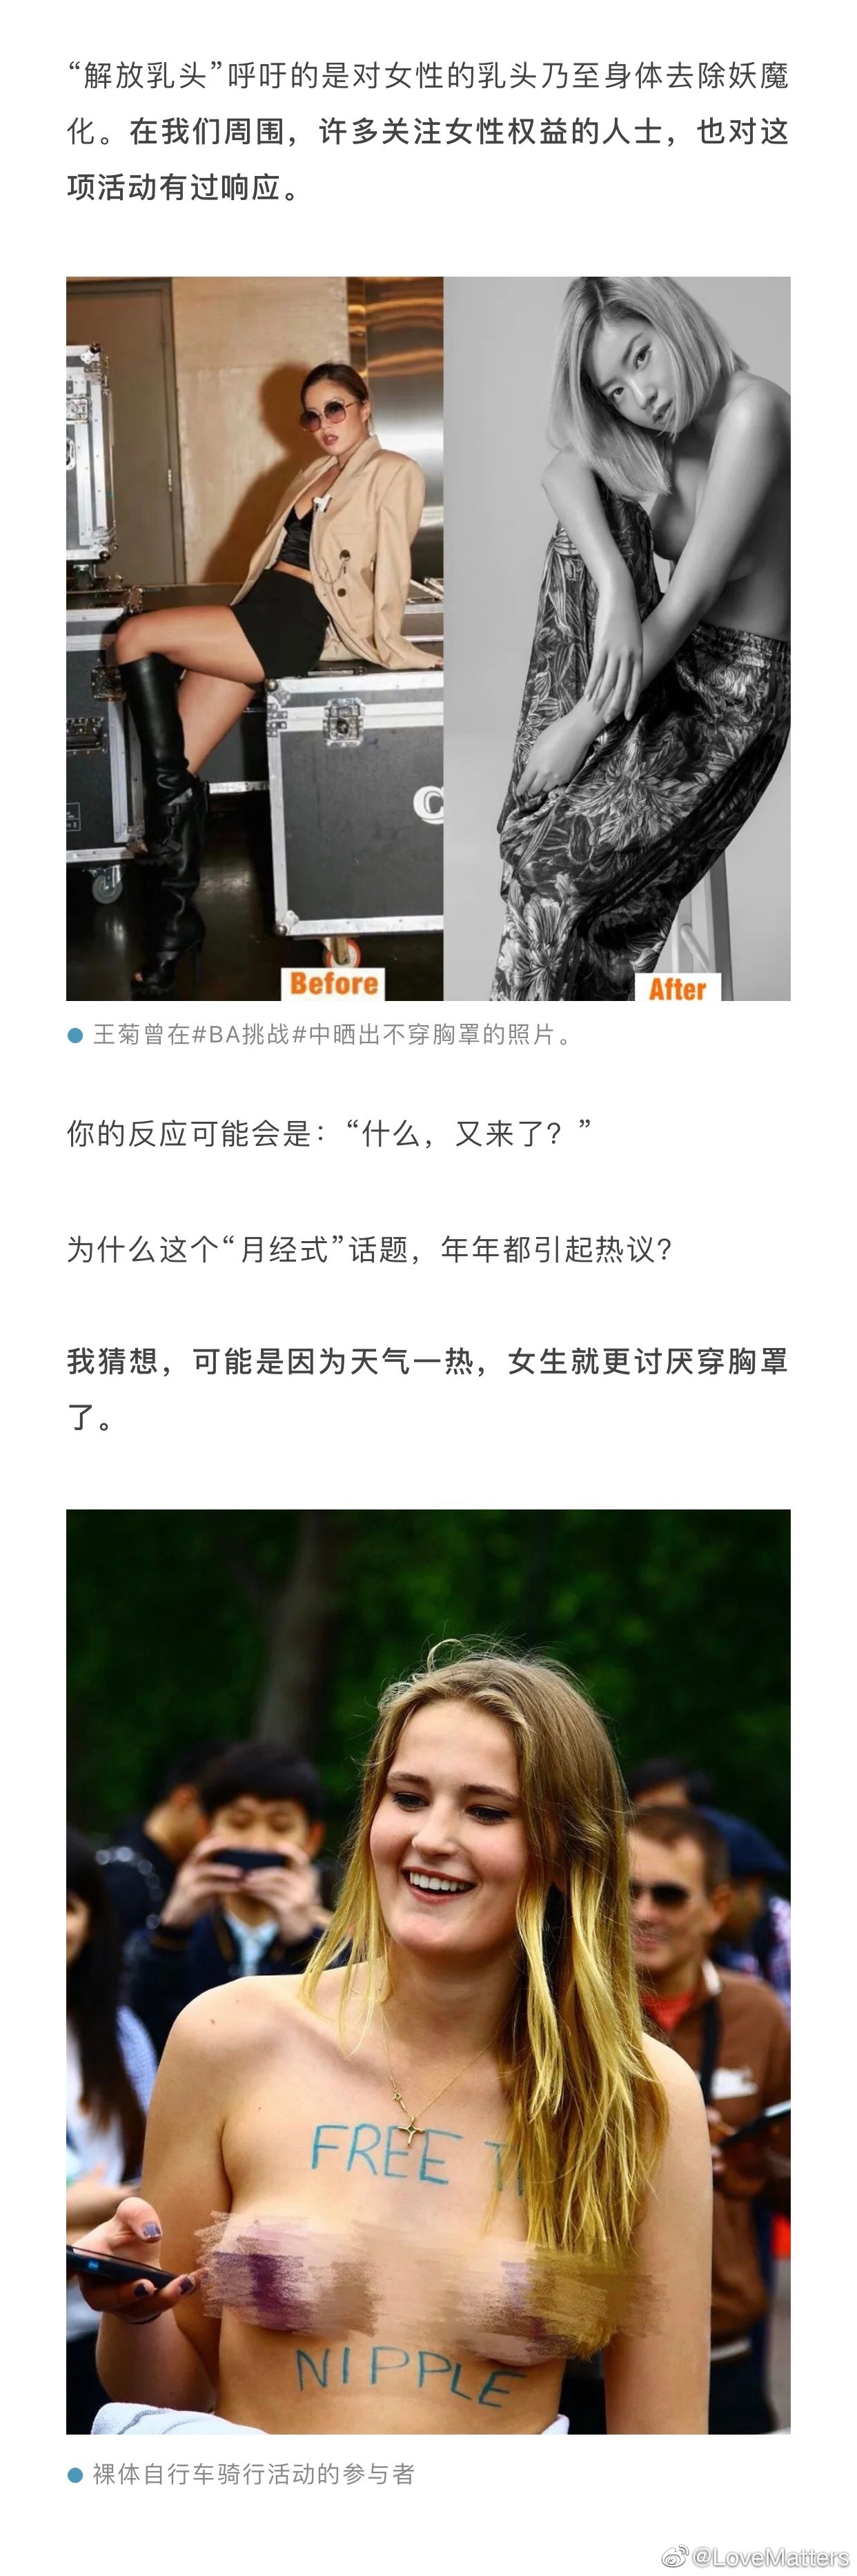 “解放乳头”呼吁的是对女性的乳头乃至身体去除妖魔
化。在我们周围，许多关注女性权益的人士，也对这
项活动有过响应。
C
Before
After
王菊曾在#BA挑战#中晒出不穿胸罩的照片。
你的反应可能会是：“什么，又来了？”
为什么这个“月经式”话题，年年都引起热议？
我猜想，可能是因为天气一热，女生就更讨厌穿胸罩
了。
FREE T
NIPPLE
裸体自行车骑行活动的参与者
@LoveMatters